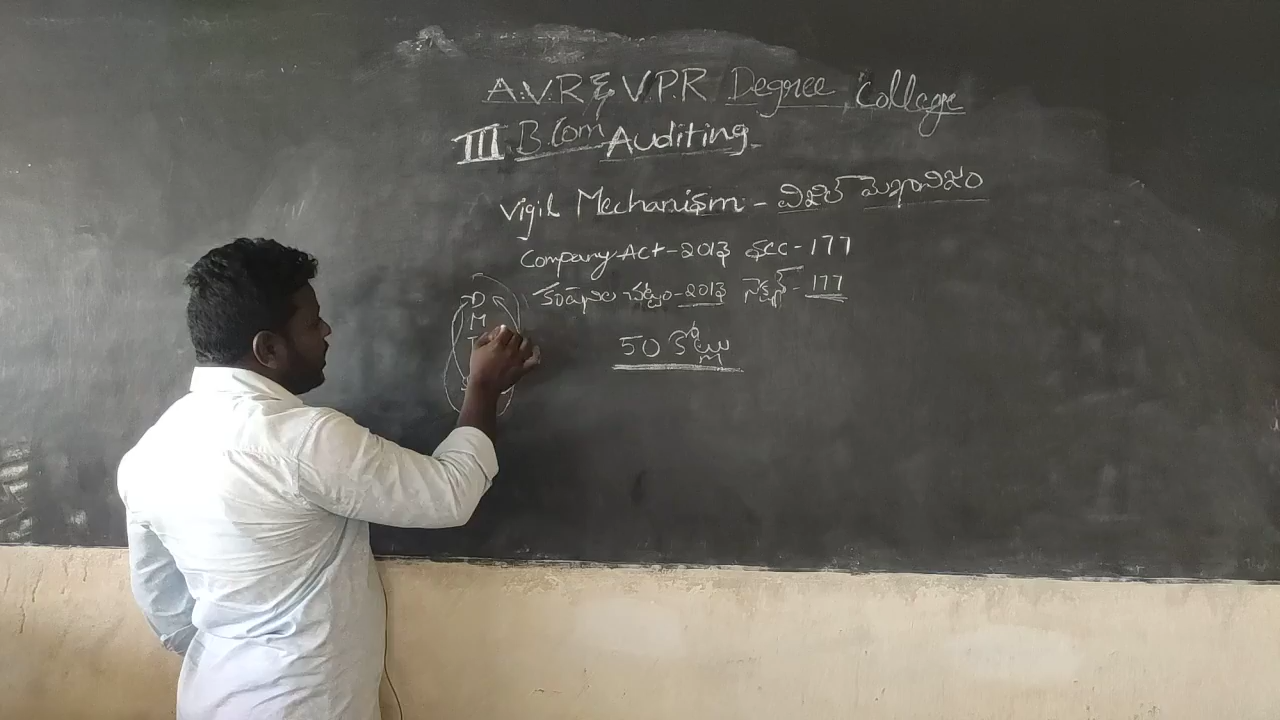 A.V.R & V.P.R Degree College
III B.Com Auditing
Vigil Mechanism - విజిల్ మెఖానిజం
Company Act - 2013 Sec - 177
కంపెనీల చట్టం - 2013 సెక్షన్ - 177
D
M
50 కోట్లు